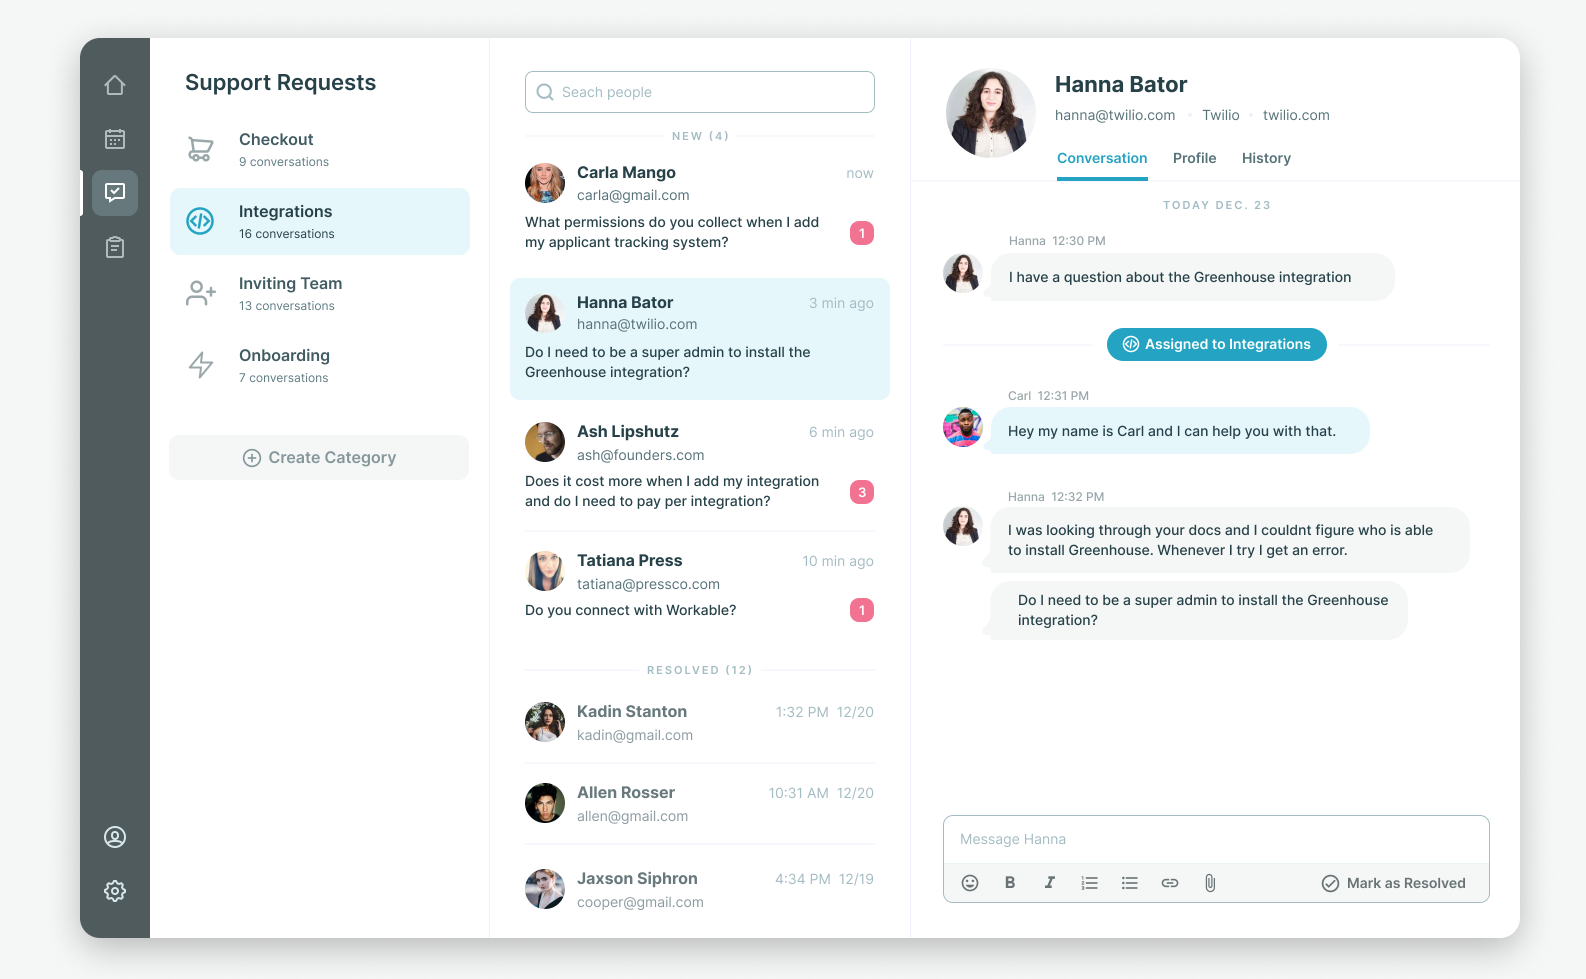 Support Requests
Checkout
9 conversations
Integrations
16 conversations
Inviting Team
13 conversations
Onboarding
7 conversations
Create Category
Seach people
NEW (4)
Carla Mango
now
carla@gmail.com
What permissions do you collect when I add
my applicant tracking system?
1
Hanna Bator
3 min ago
hanna@twilio.com
Do I need to be a super admin to install the
Greenhouse integration?
Ash Lipshutz
6 min ago
ash@founders.com
Does it cost more when I add my integration
and do I need to pay per integration?
3
Tatiana Press
10 min ago
tatiana@pressco.com
Do you connect with Workable?
1
RESOLVED (12)
Kadin Stanton
1:32 PM 12/20
kadin@gmail.com
Allen Rosser
10:31 AM 12/20
allen@gmail.com
Jaxson Siphron
4:34 PM 12/19
cooper@gmail.com
Hanna Bator
hanna@twilio.com • Twilio • twilio.com
Conversation Profile History
TODAY DEC. 23
Hanna 12:30 PM
I have a question about the Greenhouse integration
Assigned to Integrations
Carl 12:31 PM
Hey my name is Carl and I can help you with that.
Hanna 12:32 PM
I was looking through your docs and I couldnt figure who is able
to install Greenhouse. Whenever I try I get an error.
Do I need to be a super admin to install the Greenhouse
integration?
Message Hanna
B I
Mark as Resolved